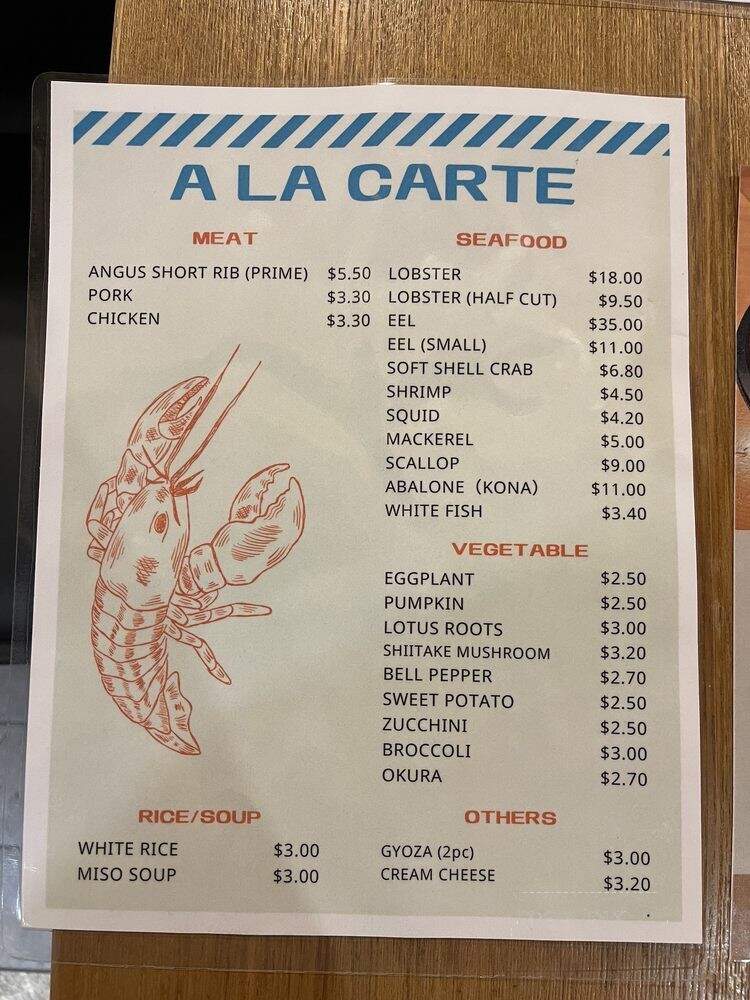 A LA CARTE
MEAT
ANGUS SHORT RIB (PRIME) $5.50
PORK $3.30
CHICKEN $3.30
SEAFOOD
LOBSTER $18.00
LOBSTER (HALF CUT) $9.50
EEL $35.00
EEL (SMALL) $11.00
SOFT SHELL CRAB $6.80
SHRIMP $4.50
SQUID $4.20
MACKEREL $5.00
SCALLOP $9.00
ABALONE (KONA) $11.00
WHITE FISH $3.40
VEGETABLE
EGGPLANT $2.50
PUMPKIN $2.50
LOTUS ROOTS $3.00
SHIITAKE MUSHROOM $3.20
BELL PEPPER $2.70
SWEET POTATO $2.50
ZUCCHINI $2.50
BROCCOLI $3.00
OKURA $2.70
RICE/SOUP
WHITE RICE $3.00
MISO SOUP $3.00
OTHERS
GYOZA (2pc) $3.00
CREAM CHEESE $3.20